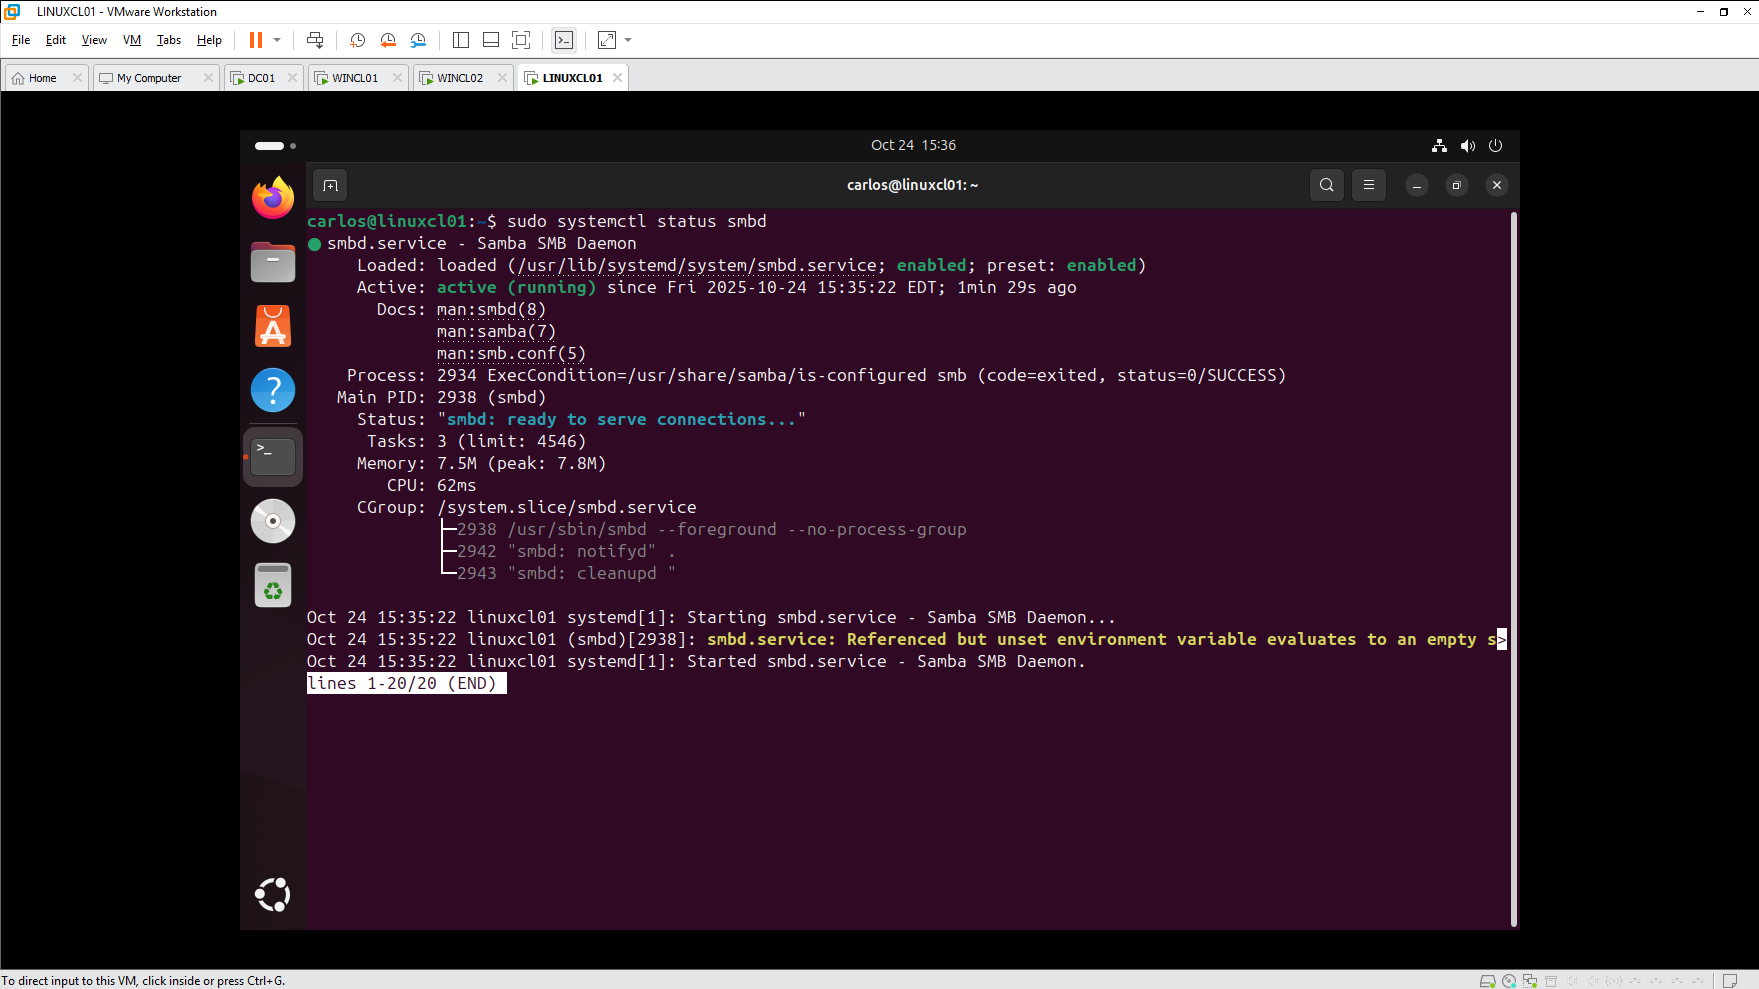 LINUXCL01 - VMware Workstation
File Edit View VM Tabs Help
Home My Computer DC01 WINCL01 WINCL02 LINUXCL01
Oct 24 15:36
carlos@linuxcl01: ~
carlos@linuxcl01:~$ sudo systemctl status smbd
smbd.service - Samba SMB Daemon
Loaded: loaded (/usr/lib/systemd/system/smbd.service; enabled; preset: enabled)
Active: active (running) since Fri 2025-10-24 15:35:22 EDT; 1min 29s ago
Docs: man:smbd(8)
man:samba(7)
man:smb.conf(5)
Process: 2934 ExecCondition=/usr/share/samba/is-configured smb (code=exited, status=0/SUCCESS)
Main PID: 2938 (smbd)
Status: "smbd: ready to serve connections..."
Tasks: 3 (limit: 4546)
Memory: 7.5M (peak: 7.8M)
CPU: 62ms
CGroup: /system.slice/smbd.service
├─2938 /usr/sbin/smbd --foreground --no-process-group
├─2942 "smbd: notifyd" .
└─2943 "smbd: cleanupd "
Oct 24 15:35:22 linuxcl01 systemd[1]: Starting smbd.service - Samba SMB Daemon...
Oct 24 15:35:22 linuxcl01 (smbd)[2938]: smbd.service: Referenced but unset environment variable evaluates to an empty s>
Oct 24 15:35:22 linuxcl01 systemd[1]: Started smbd.service - Samba SMB Daemon.
lines 1-20/20 (END)
To direct input to this VM, click inside or press Ctrl+G.